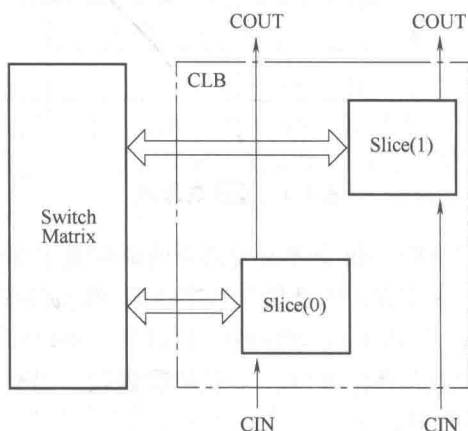 COUT
COUT
CLB
Slice(1)
Switch
Matrix
Slice(0)
CIN
CIN